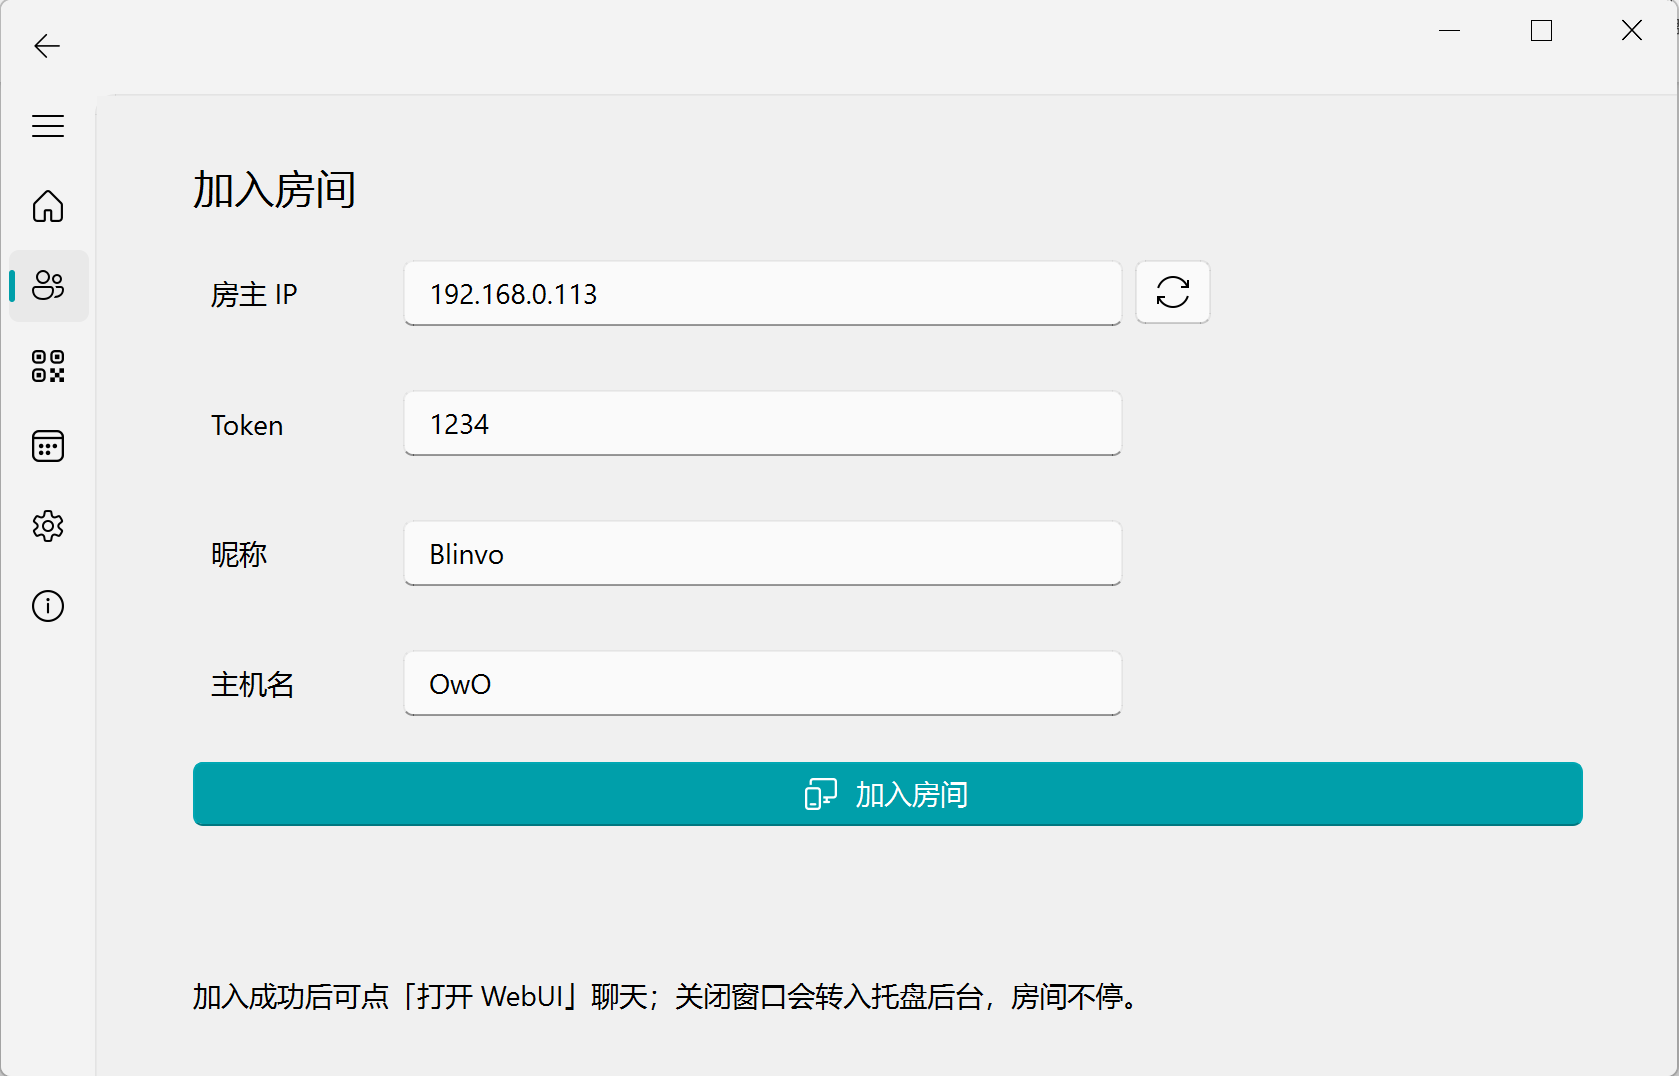 加入房间
房主 IP
192.168.0.113
Token
1234
昵称
Blinvo
主机名
OwO
加入房间
加入成功后可点「打开 WebUI」聊天；关闭窗口会转入托盘后台，房间不停。